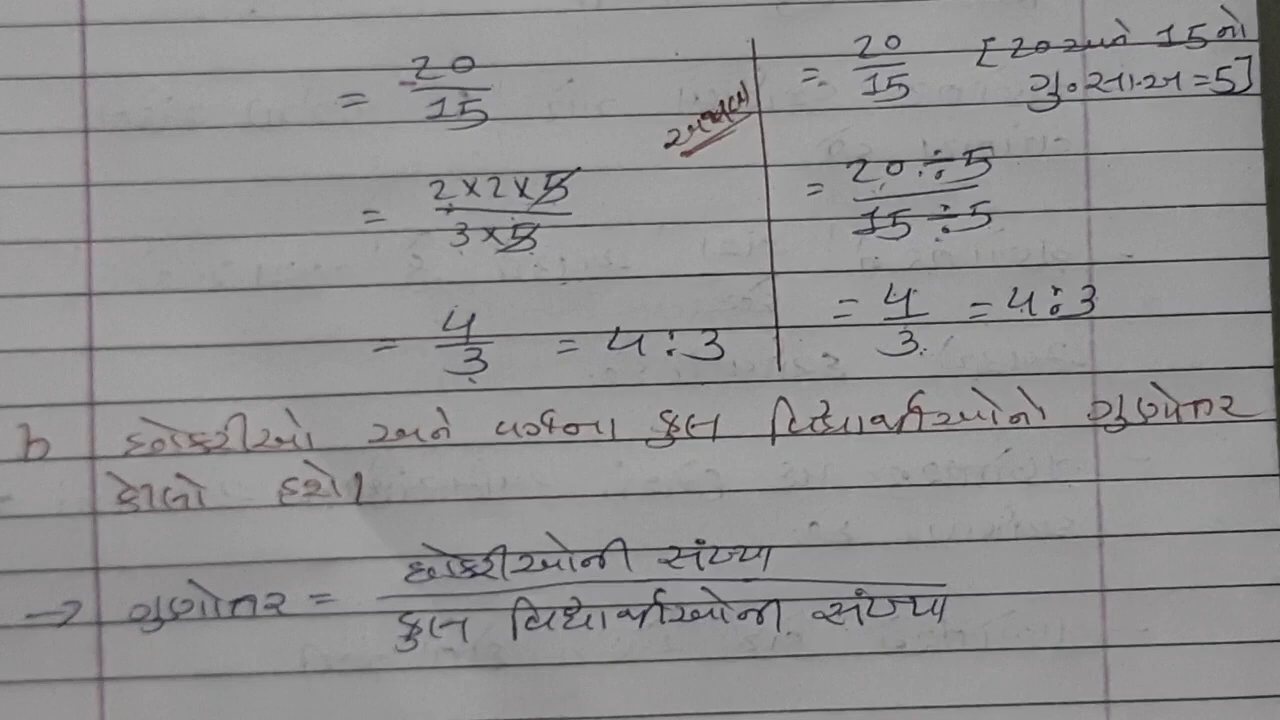 = 20/15
= 2×2×5/3×5
= 4/3 = 4:3
અથવા
= 20/15 [20 અને 15 નો
ગુ.સા.અ = 5]
= 20÷5/15÷5
= 4/3 = 4:3
b છોકરીઓ અને વર્ગના કુલ વિદ્યાર્થીઓનો ગુણોત્તર
કેટલો હશે ?
→ ગુણોત્તર = છોકરીઓની સંખ્યા/કુલ વિદ્યાર્થીઓની સંખ્યા